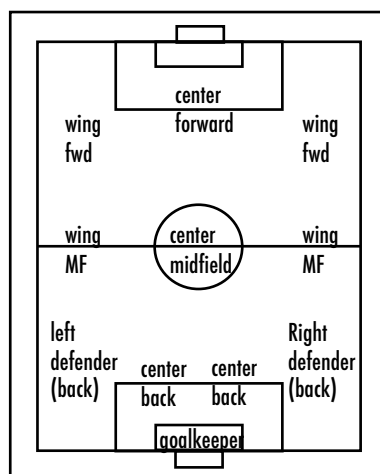 center
forward
wing
fwd
wing
fwd
wing
MF
center
midfield
wing
MF
left
defender
(back)
center
back
center
back
Right
defender
(back)
goalkeeper